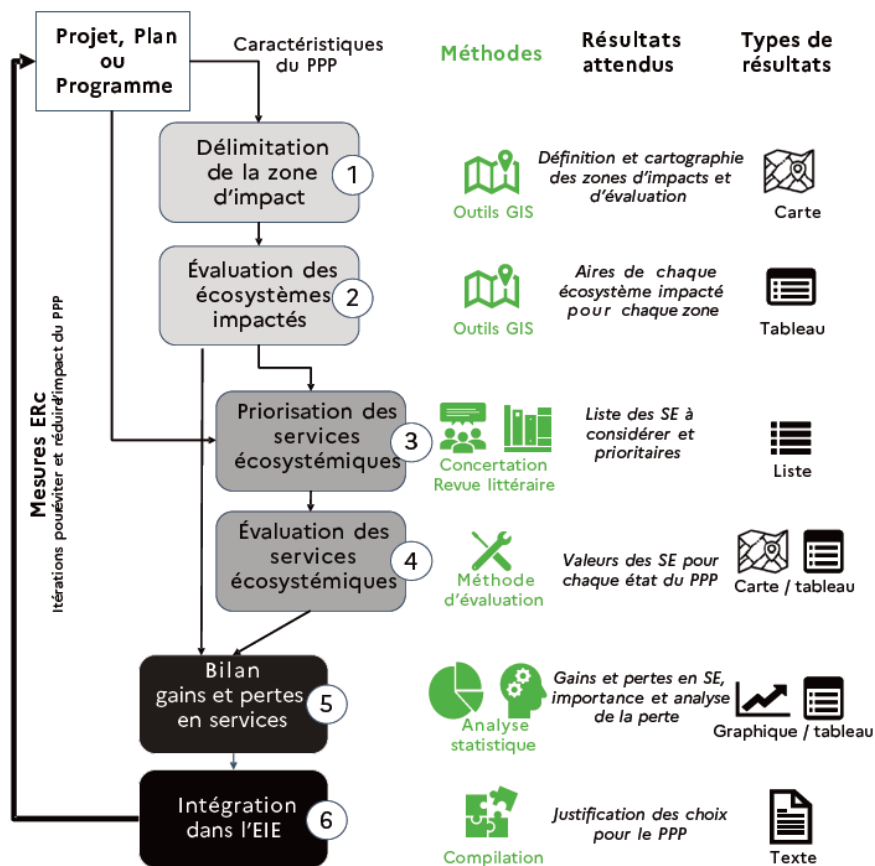 Projet, Plan
ou
Programme
Caractéristiques
du PPP
Méthodes
Résultats
attendus
Types de
résultats
Délimitation
de la zone
d'impact
1
Outils GIS
Définition et cartographie
des zones d'impacts et
d'évaluation
Carte
Évaluation des
écosystèmes
impactés
2
Outils GIS
Aires de chaque
écosystème impacté
pour chaque zone
Tableau
Priorisation des
services
écosystémiques
3
Concertation
Revue littéraire
Liste des SE à
considérer et
prioritaires
Liste
Évaluation des
services
écosystémiques
4
Méthode
d'évaluation
Valeurs des SE pour
chaque état du PPP
Carte / tableau
Bilan
gains et pertes
en services
5
Analyse
statistique
Gains et pertes en SE,
importance et analyse
de la perte
Graphique / tableau
Intégration
dans l'EIE
6
Compilation
Justification des choix
pour le PPP
Texte
Mesures ERc
Itérations pouréviter et réduirel'impact du PPP